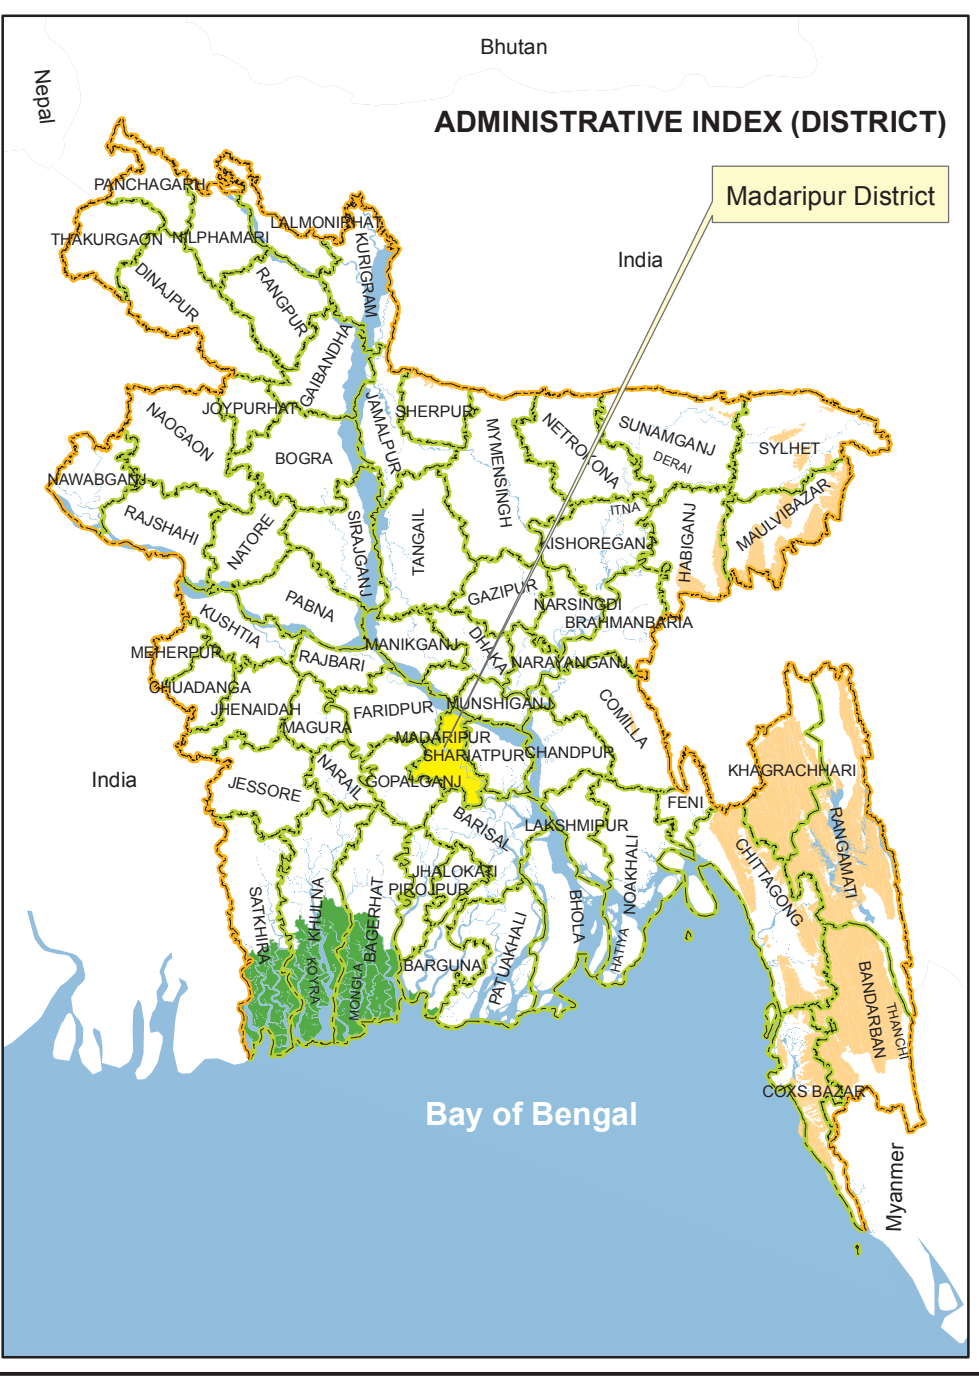 Bhutan
Nepal
ADMINISTRATIVE INDEX (DISTRICT)
Madaripur District
India
PANCHAGARH
LALMONIRHAT
THAKURGAON
NILPHAMARI
KURIGRAM
DINAJPUR
RANGPUR
GAIBANDHA
JOYPURHAT
NAOGAON
JAMALPUR
SHERPUR
MYMENSINGH
NETROKONA
SUNAMGANJ
DERAI
SYLHET
BOGRA
NAWABGANJ
MAULVIBAZAR
RAJSHAHI
NATORE
SIRAJGANJ
TANGAIL
ITNA
KISHOREGANJ
HABIGANJ
PABNA
GAZIPUR
NARSINGDI
BRAHMANBARIA
KUSHTIA
MEHERPUR
RAJBARI
MANIKGANJ
DHAKA
NARAYANGANJ
CHUADANGA
JHENAIDAH
MAGURA
FARIDPUR
MUNSHIGANJ
COMILLA
MADARIPUR
SHARIATPUR
CHANDPUR
India
JESSORE
NARAIL
GOPALGANJ
KHAGRACHHARI
FENI
BARISAL
LAKSHMIPUR
RANGAMATI
CHITTAGONG
NOAKHALI
JHALOKATI
PIROJPUR
SATKHIRA
KHULNA
BAGERHAT
BHOLA
HATIYA
PATUAKHALI
BARGUNA
KOYRA
MONGLA
BANDARBAN
THANCHI
COXS BAZAR
Bay of Bengal
Myanmer